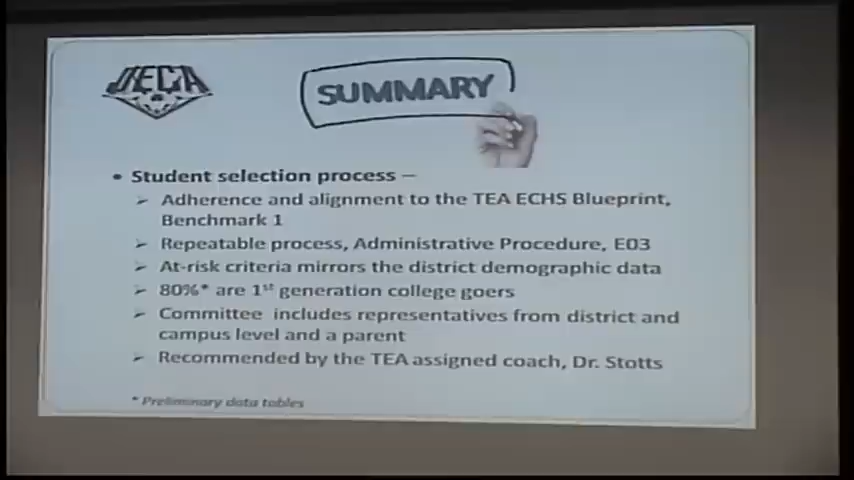 JECA
SUMMARY
• Student selection process –
➢ Adherence and alignment to the TEA ECHS Blueprint,
Benchmark 1
➢ Repeatable process, Administrative Procedure, E03
➢ At-risk criteria mirrors the district demographic data
➢ 80%* are 1st generation college goers
➢ Committee includes representatives from district and
campus level and a parent
➢ Recommended by the TEA assigned coach, Dr. Stotts
* Preliminary data tables